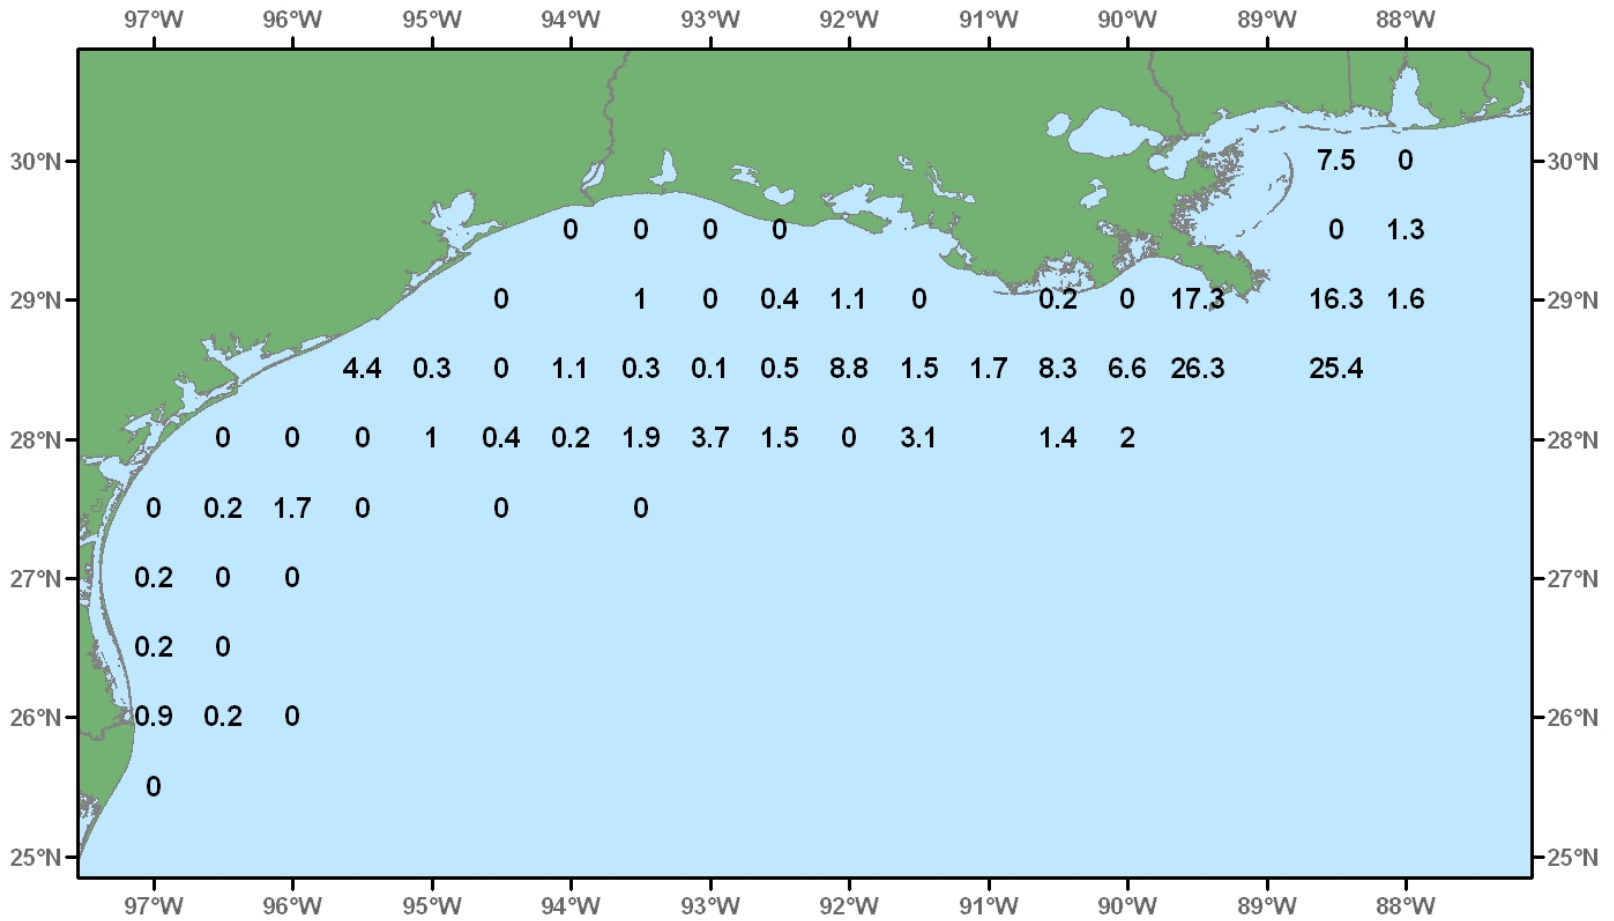 97°W 96°W 95°W 94°W 93°W 92°W 91°W 90°W 89°W 88°W
30°N 7.5 0 30°N
0 0 0 0 0 1.3
29°N 0 1 0 0.4 1.1 0 0.2 0 17.3 16.3 1.6 29°N
4.4 0.3 0 1.1 0.3 0.1 0.5 8.8 1.5 1.7 8.3 6.6 26.3 25.4
28°N 0 0 0 1 0.4 0.2 1.9 3.7 1.5 0 3.1 1.4 2 28°N
0 0.2 1.7 0 0 0
27°N 0.2 0 0 27°N
0.2 0
26°N 0.9 0.2 0 26°N
0
25°N 25°N
97°W 96°W 95°W 94°W 93°W 92°W 91°W 90°W 89°W 88°W